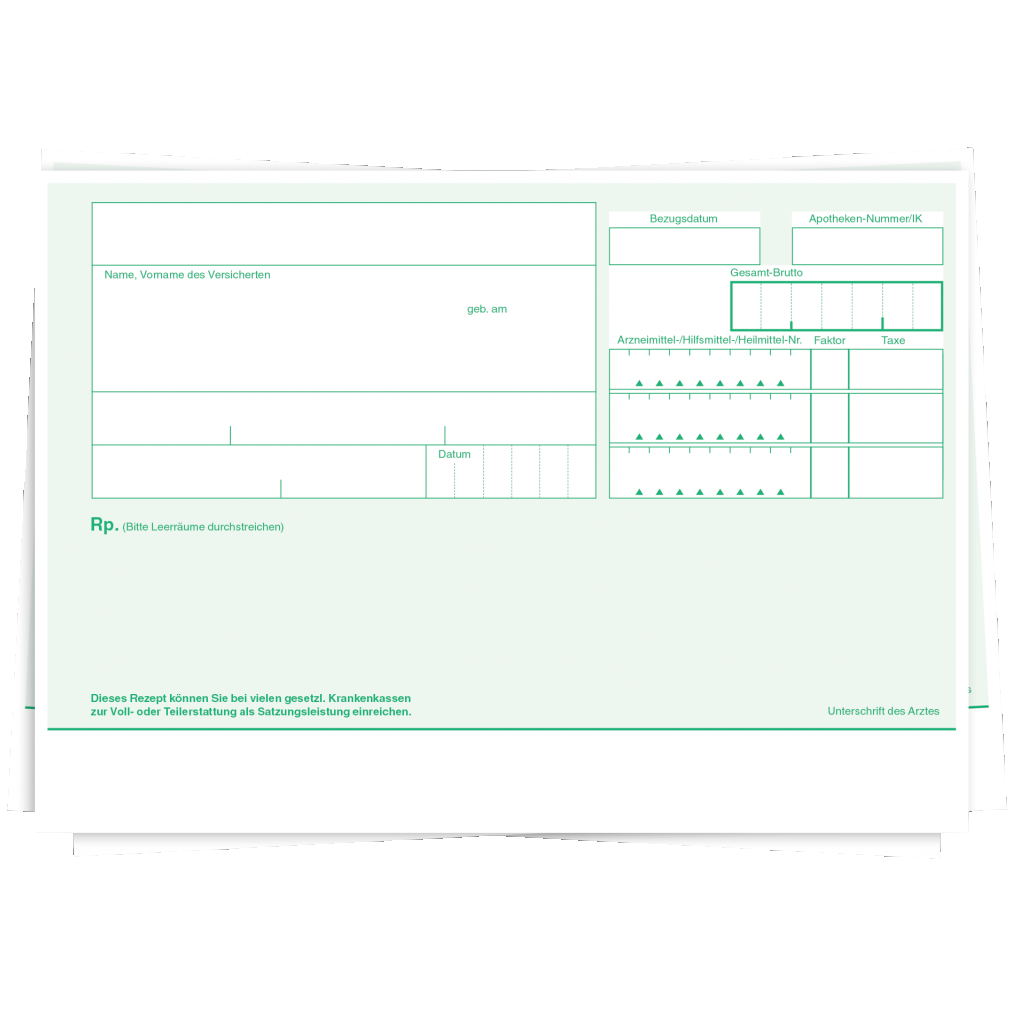 Bezugsdatum
Apotheken-Nummer/IK
Name, Vorname des Versicherten
Gesamt-Brutto
geb. am
Arzneimittel-/Hilfsmittel-/Heilmittel-Nr. Faktor Taxe
Datum
Rp. (Bitte Leerräume durchstreichen)
Dieses Rezept können Sie bei vielen gesetzl. Krankenkassen
zur Voll- oder Teilerstattung als Satzungsleistung einreichen.
Unterschrift des Arztes
s